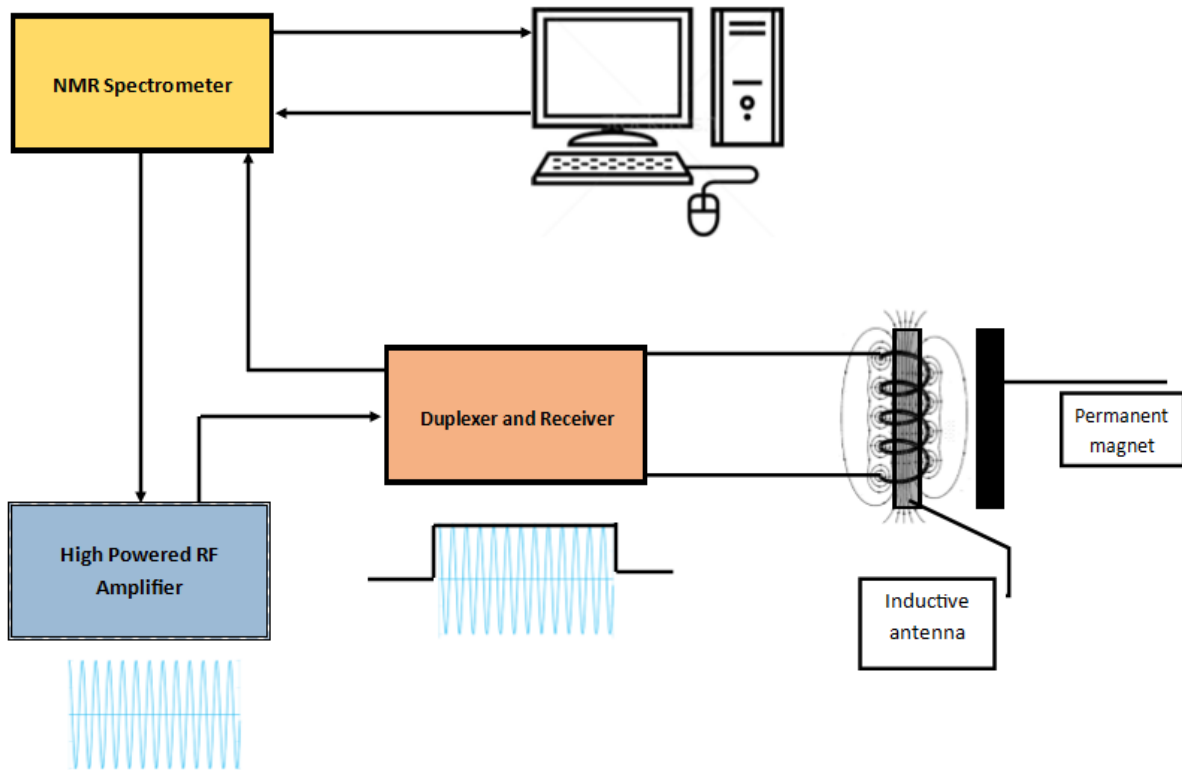 NMR Spectrometer
Duplexer and Receiver
Permanent
magnet
High Powered RF
Amplifier
Inductive
antenna